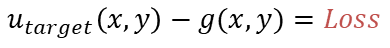 u_target(x, y) − g(x, y) = Loss